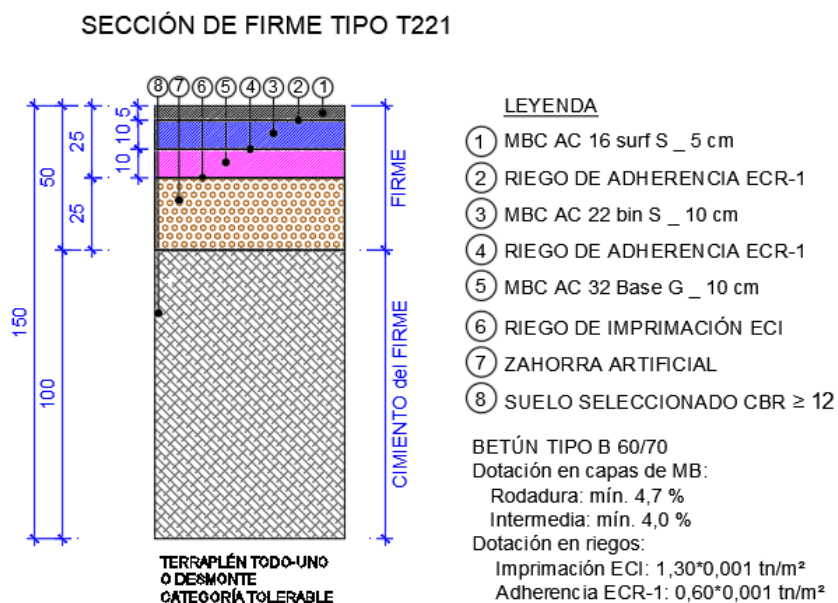 SECCIÓN DE FIRME TIPO T221
8 7 6 5 4 3 2 1
5
10
10
25
25
50
100
150
FIRME
CIMIENTO del FIRME
TERRAPLÉN TODO-UNO
O DESMONTE
CATEGORÍA TOLERABLE
LEYENDA
1 MBC AC 16 surf S _ 5 cm
2 RIEGO DE ADHERENCIA ECR-1
3 MBC AC 22 bin S _ 10 cm
4 RIEGO DE ADHERENCIA ECR-1
5 MBC AC 32 Base G _ 10 cm
6 RIEGO DE IMPRIMACIÓN ECI
7 ZAHORRA ARTIFICIAL
8 SUELO SELECCIONADO CBR ≥ 12
BETÚN TIPO B 60/70
Dotación en capas de MB:
Rodadura: mín. 4,7 %
Intermedia: mín. 4,0 %
Dotación en riegos:
Imprimación ECI: 1,30*0,001 tn/m²
Adherencia ECR-1: 0,60*0,001 tn/m²